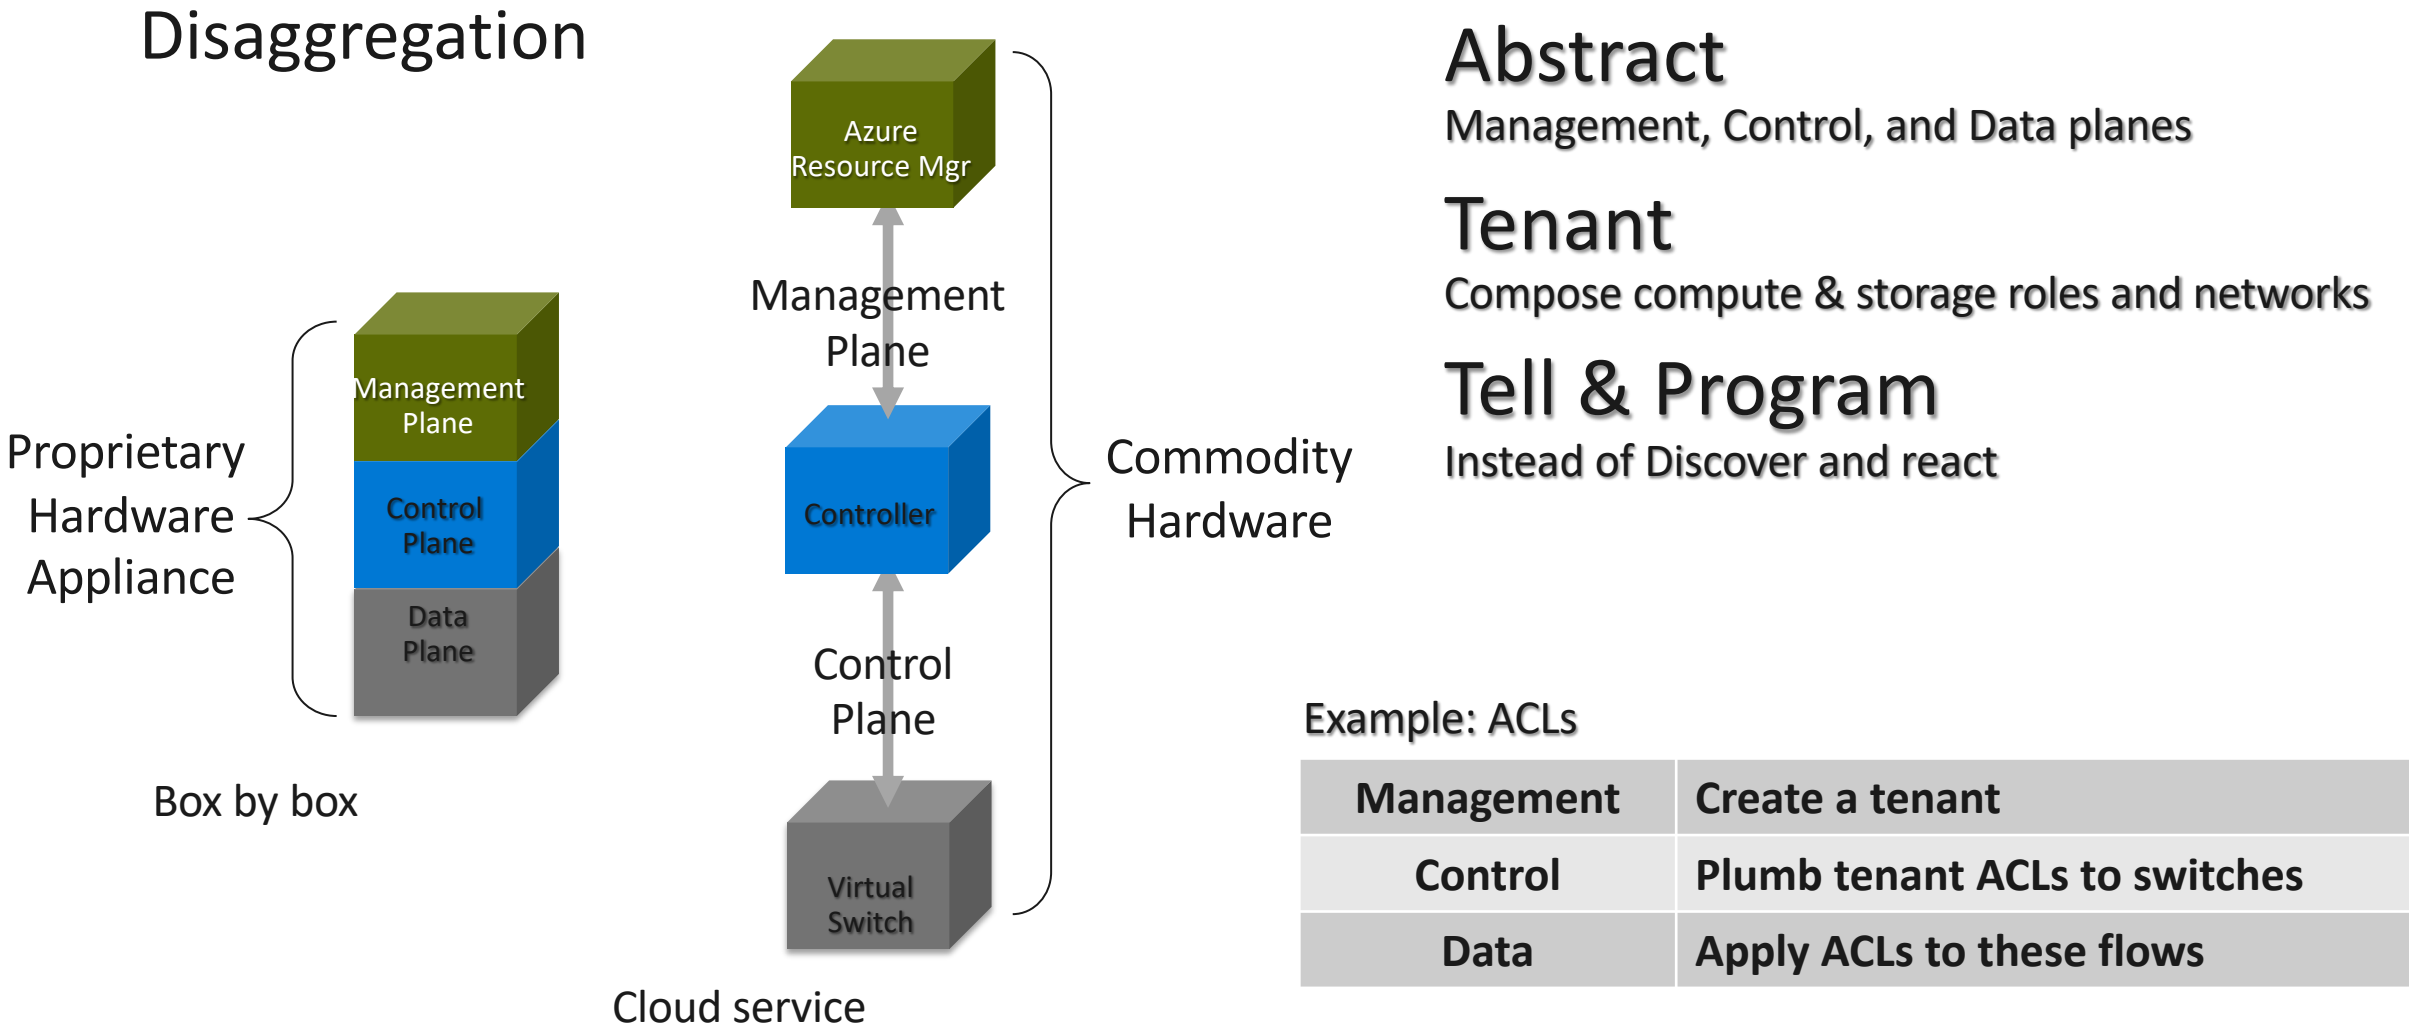 Disaggregation
Proprietary
Hardware
Appliance
Management
Plane
Control
Plane
Data
Plane
Box by box
Azure
Resource Mgr
Management
Plane
Controller
Control
Plane
Virtual
Switch
Cloud service
Commodity
Hardware
Abstract
Management, Control, and Data planes
Tenant
Compose compute & storage roles and networks
Tell & Program
Instead of Discover and react
Example: ACLs
Management Create a tenant
Control Plumb tenant ACLs to switches
Data Apply ACLs to these flows